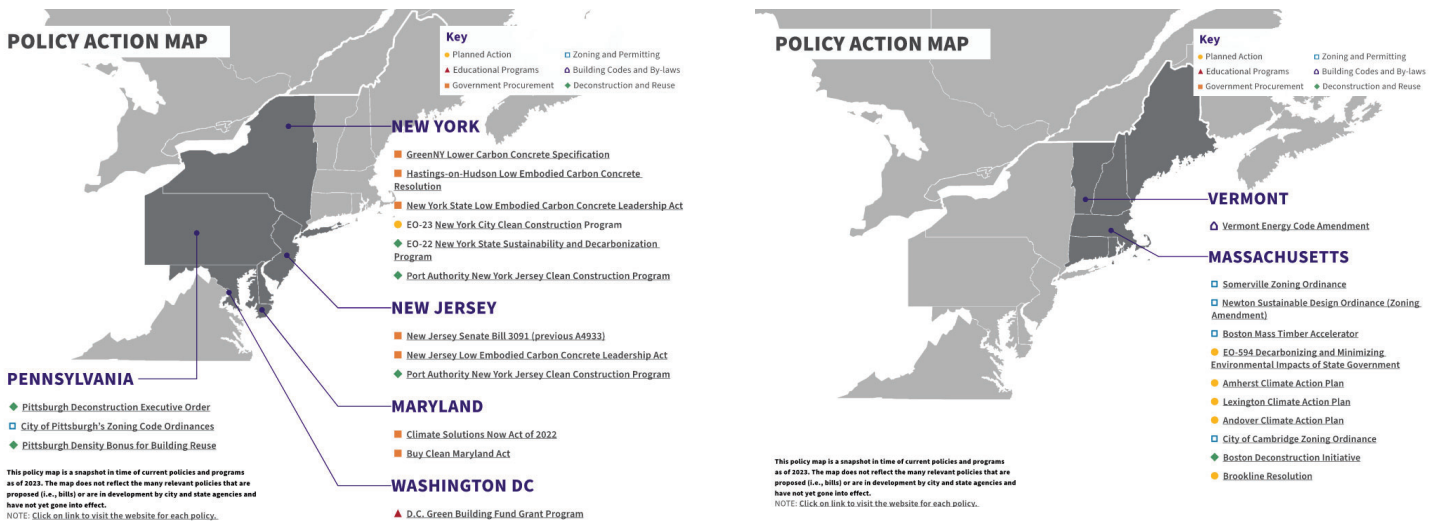 POLICY ACTION MAP
Key
Planned Action
Zoning and Permitting
Educational Programs
Building Codes and By-laws
Government Procurement
Deconstruction and Reuse
NEW YORK
GreenNY Lower Carbon Concrete Specification
Hastings-on-Hudson Low Embodied Carbon Concrete
Resolution
New York State Low Embodied Carbon Concrete Leadership Act
EO-23 New York City Clean Construction Program
EO-22 New York State Sustainability and Decarbonization
Program
Port Authority New York Jersey Clean Construction Program
NEW JERSEY
New Jersey Senate Bill 3091 (previous A4933)
New Jersey Low Embodied Carbon Concrete Leadership Act
Port Authority New York Jersey Clean Construction Program
PENNSYLVANIA
Pittsburgh Deconstruction Executive Order
City of Pittsburgh's Zoning Code Ordinances
Pittsburgh Density Bonus for Building Reuse
MARYLAND
Climate Solutions Now Act of 2022
Buy Clean Maryland Act
WASHINGTON DC
D.C. Green Building Fund Grant Program
This policy map is a snapshot in time of current policies and programs
as of 2023. The map does not reflect the many relevant policies that are
proposed (i.e., bills) or are in development by city and state agencies and
have not yet gone into effect.
NOTE: Click on link to visit the website for each policy.
POLICY ACTION MAP
Key
Planned Action
Zoning and Permitting
Educational Programs
Building Codes and By-laws
Government Procurement
Deconstruction and Reuse
VERMONT
Vermont Energy Code Amendment
MASSACHUSETTS
Somerville Zoning Ordinance
Newton Sustainable Design Ordinance (Zoning
Amendment)
Boston Mass Timber Accelerator
EO-594 Decarbonizing and Minimizing
Environmental Impacts of State Government
Amherst Climate Action Plan
Lexington Climate Action Plan
Andover Climate Action Plan
City of Cambridge Zoning Ordinance
Boston Deconstruction Initiative
Brookline Resolution
This policy map is a snapshot in time of current policies and programs
as of 2023. The map does not reflect the many relevant policies that are
proposed (i.e., bills) or are in development by city and state agencies and
have not yet gone into effect.
NOTE: Click on link to visit the website for each policy.